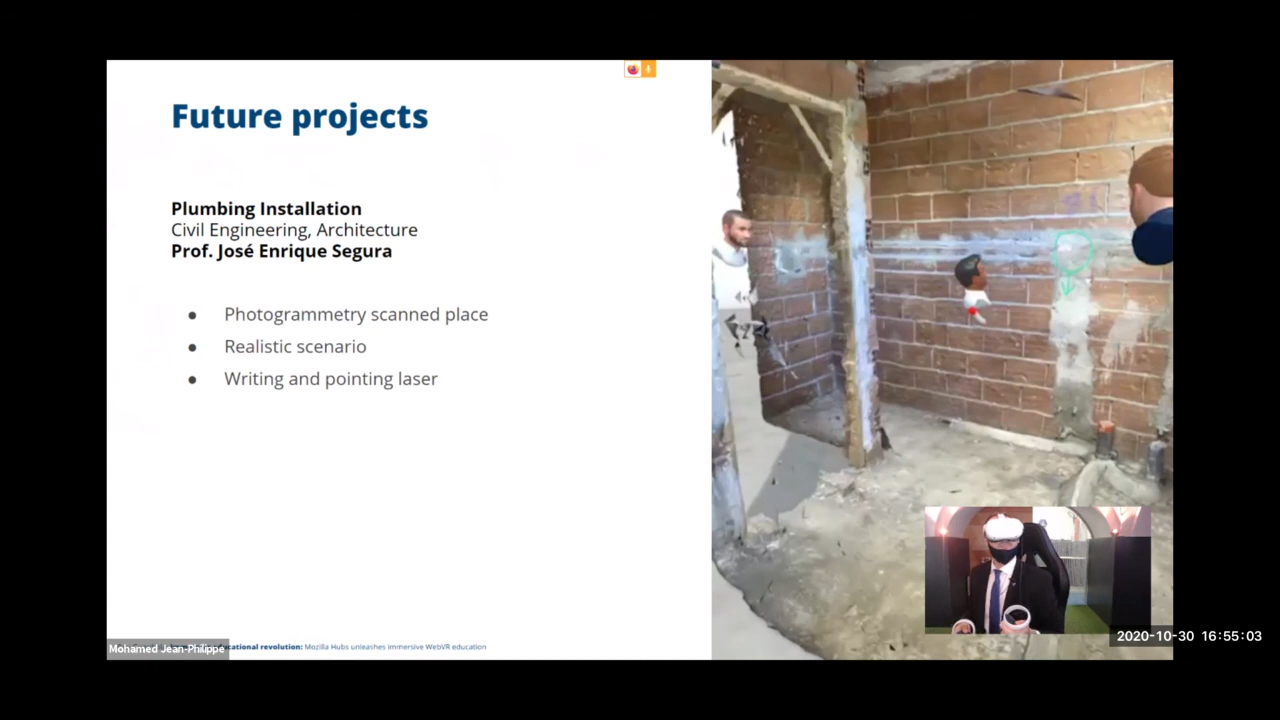 Future projects
Plumbing Installation
Civil Engineering, Architecture
Prof. José Enrique Segura
● Photogrammetry scanned place
● Realistic scenario
● Writing and pointing laser
Mohamed Jean-Philippe
revolution: Mozilla Hubs unleashes immersive WebVR education
2020-10-30 16:55:03